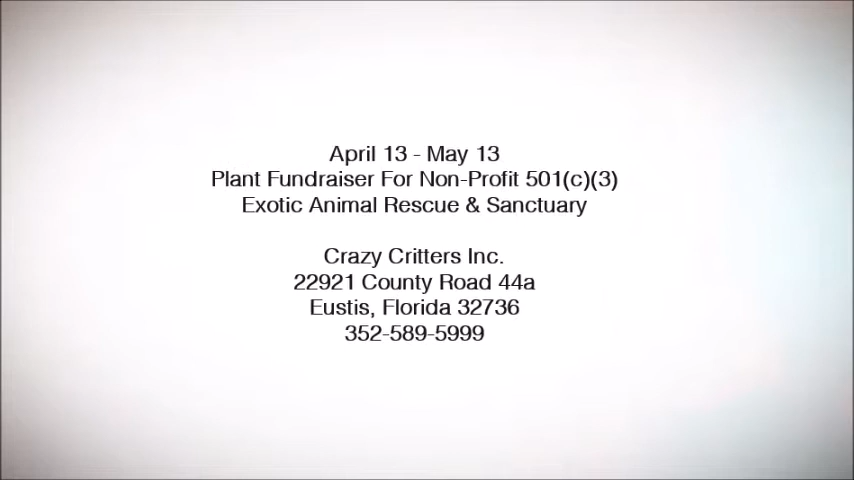 April 13 - May 13
Plant Fundraiser For Non-Profit 501(c)(3)
Exotic Animal Rescue & Sanctuary
Crazy Critters Inc.
22921 County Road 44a
Eustis, Florida 32736
352-589-5999